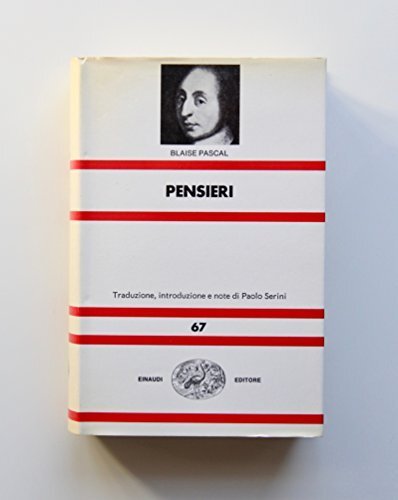 BLAISE PASCAL
PENSIERI
Traduzione, introduzione e note di Paolo Serini
67
EINAUDI EDITORE